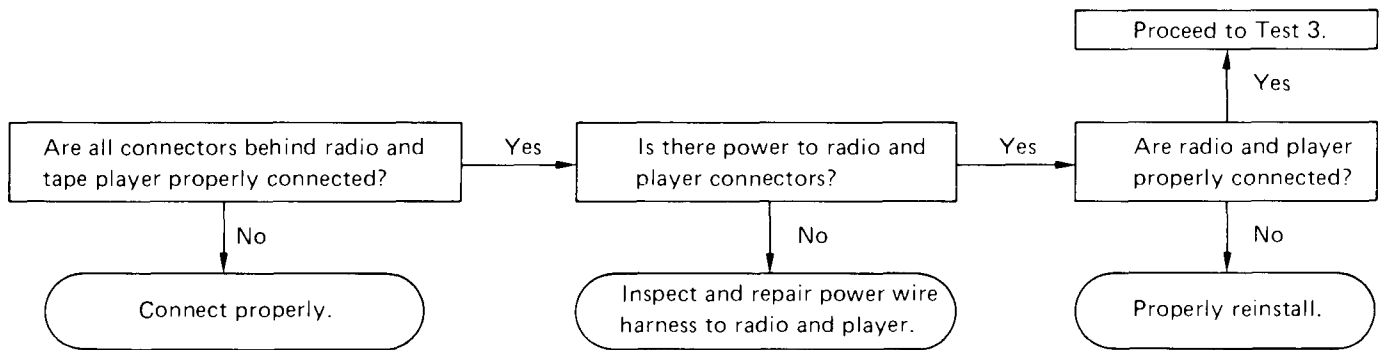 Proceed to Test 3.
Yes
Are all connectors behind radio and
tape player properly connected?
Yes
Is there power to radio and
player connectors?
Yes
Are radio and player
properly connected?
No
No
No
Connect properly.
Inspect and repair power wire
harness to radio and player.
Properly reinstall.